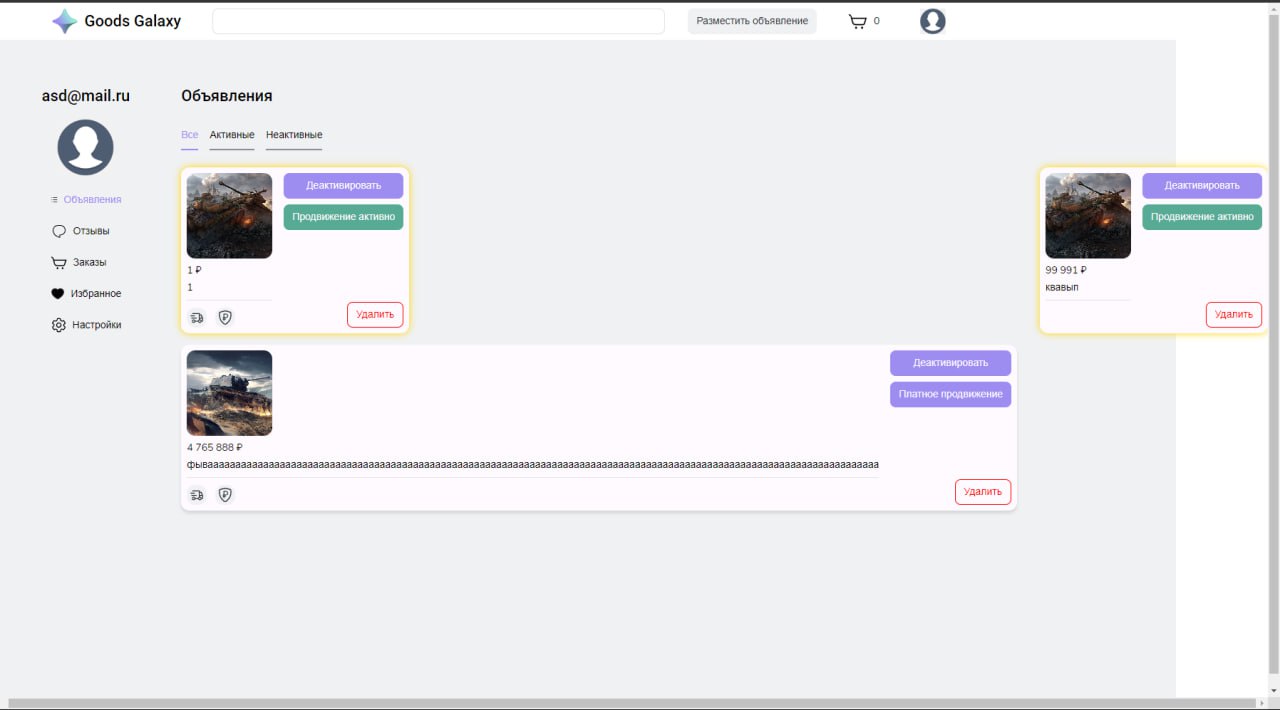 Goods Galaxy
Разместить объявление
0
asd@mail.ru
Объявления
Отзывы
Заказы
Избранное
Настройки
Объявления
Все Активные Неактивные
Деактивировать
Продвижение активно
1 ₽
1
Удалить
Деактивировать
Продвижение активно
99 991 ₽
квавып
Удалить
Деактивировать
Платное продвижение
4 765 888 ₽
Удалить